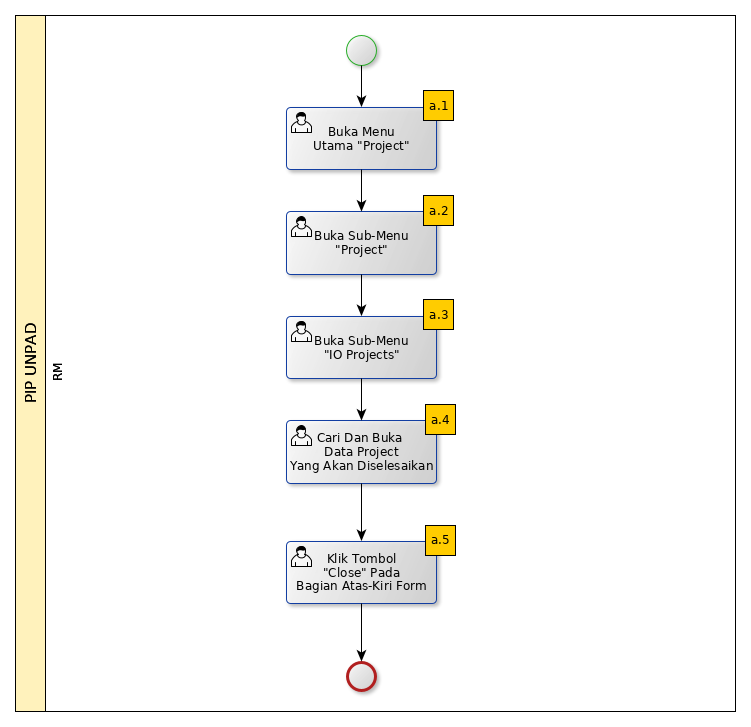 PIP UNPAD
RM
a.1
Buka Menu
Utama "Project"
a.2
Buka Sub-Menu
"Project"
a.3
Buka Sub-Menu
"IO Projects"
a.4
Cari Dan Buka
Data Project
Yang Akan Diselesaikan
a.5
Klik Tombol
"Close" Pada
Bagian Atas-Kiri Form